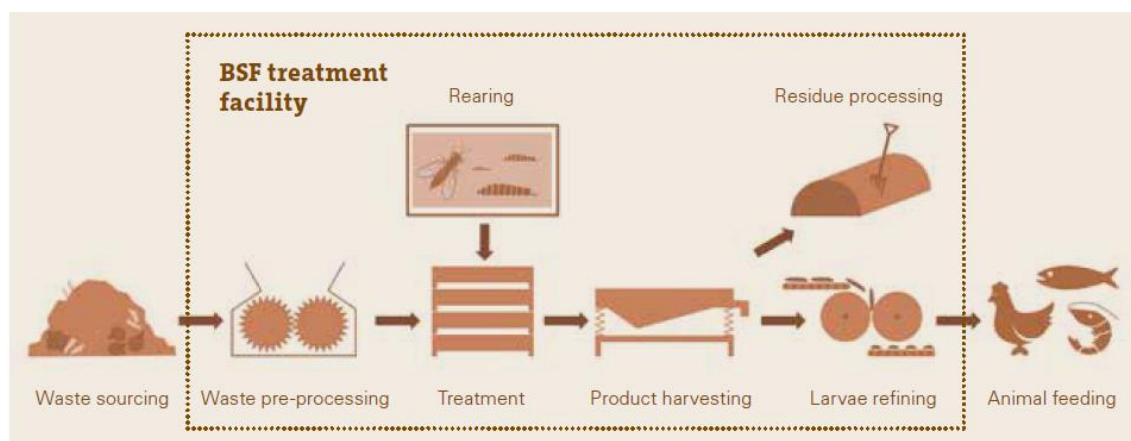 BSF treatment
facility
Rearing
Residue processing
Waste sourcing
Waste pre-processing
Treatment
Product harvesting
Larvae refining
Animal feeding